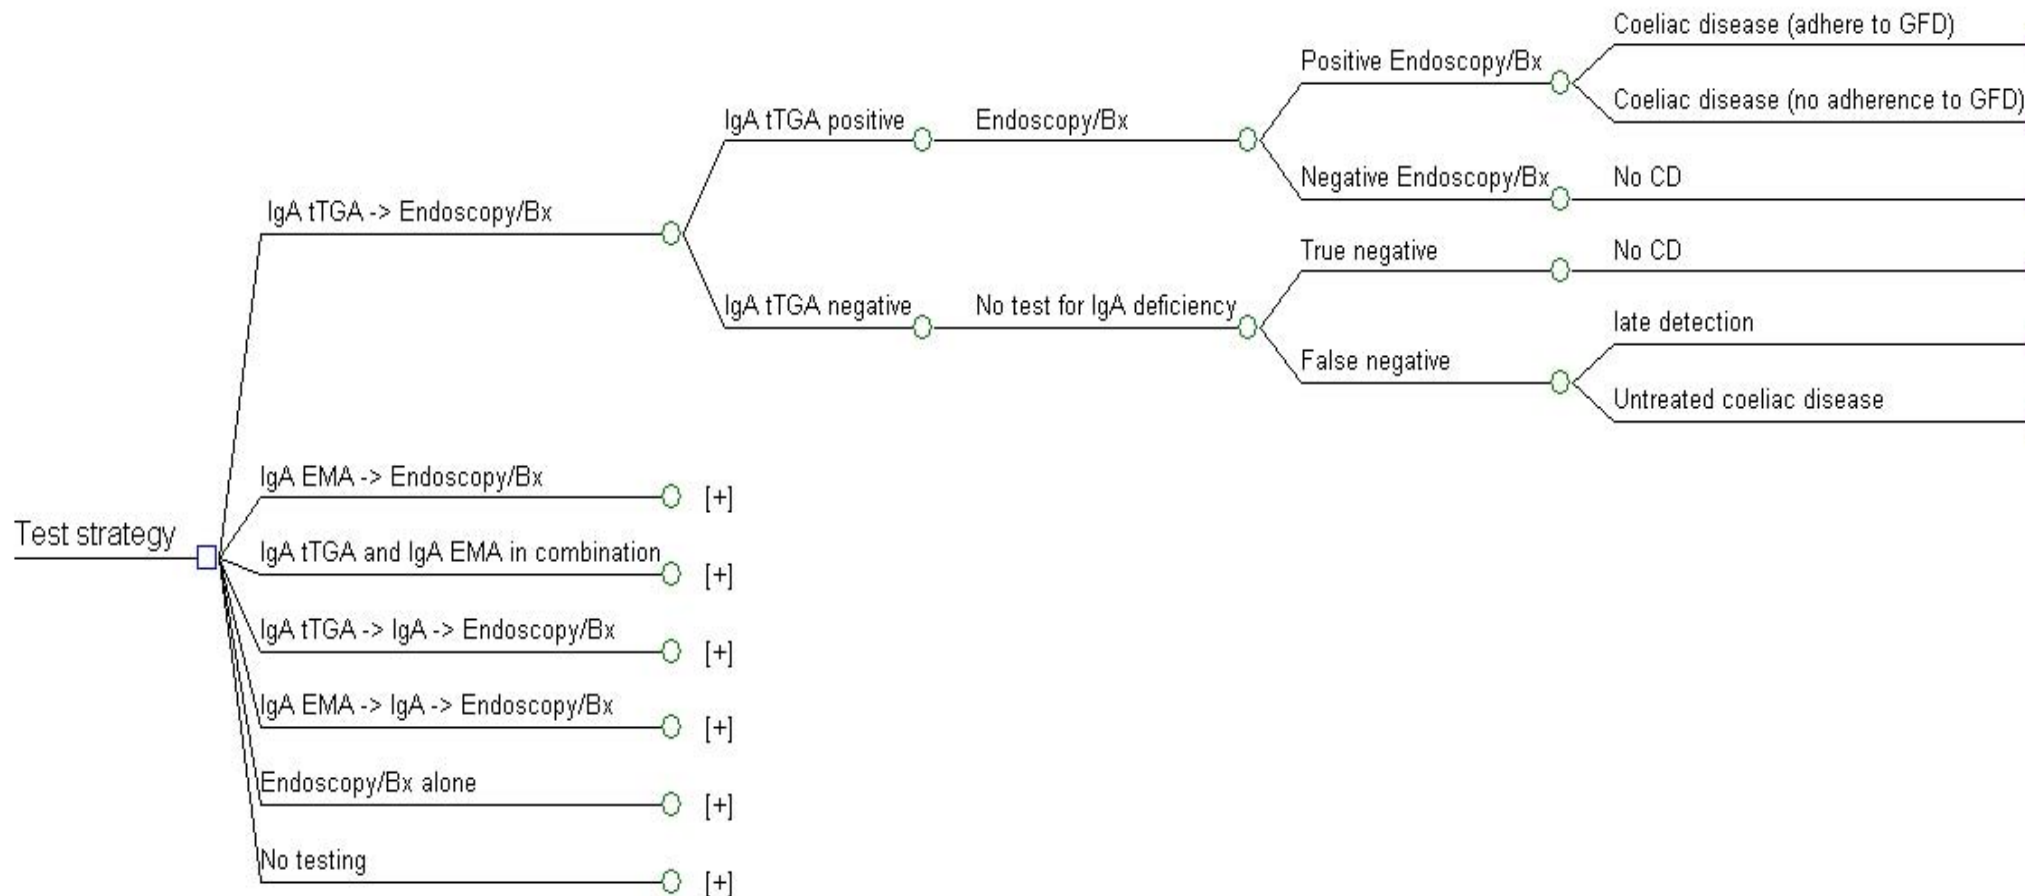 Coeliac disease (adhere to GFD)
Positive Endoscopy/Bx
Coeliac disease (no adherence to GFD)
IgA tTGA positive
Endoscopy/Bx
Negative Endoscopy/Bx
No CD
IgA tTGA -> Endoscopy/Bx
True negative
No CD
IgA tTGA negative
No test for IgA deficiency
late detection
False negative
Untreated coeliac disease
IgA EMA -> Endoscopy/Bx
[+]
Test strategy
IgA tTGA and IgA EMA in combination
[+]
IgA tTGA -> IgA -> Endoscopy/Bx
[+]
IgA EMA -> IgA -> Endoscopy/Bx
[+]
Endoscopy/Bx alone
[+]
No testing
[+]